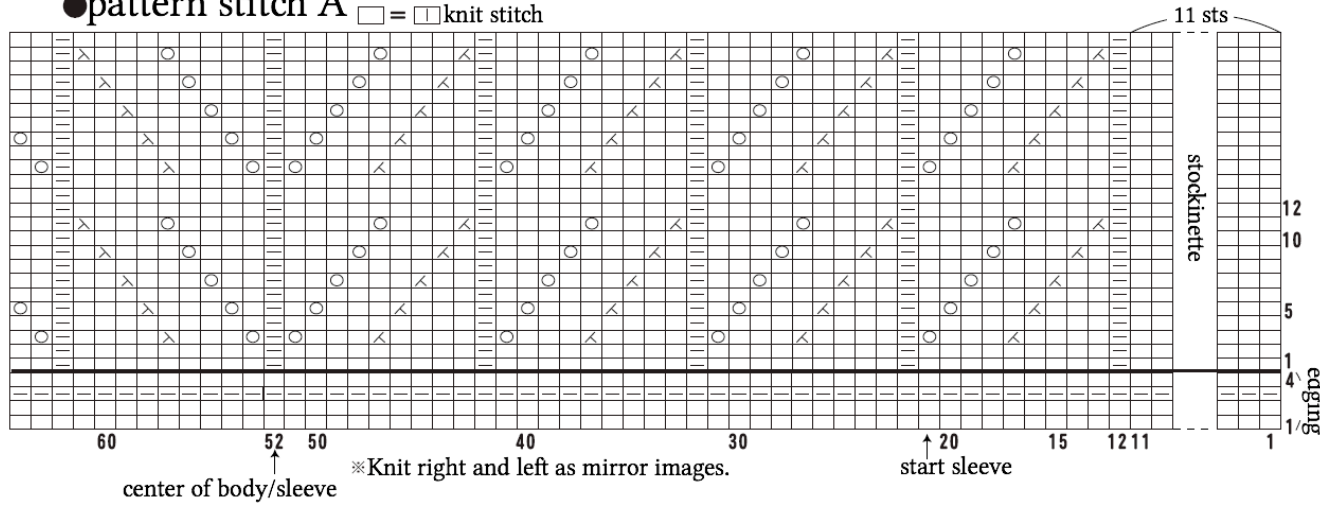 ●pattern stitch A □ = ▯ knit stitch
11 sts
stockinette
12
10
5
1
4
1
edging
60 52 50 40 30 20 15 12 11 1
center of body/sleeve
※Knit right and left as mirror images.
start sleeve